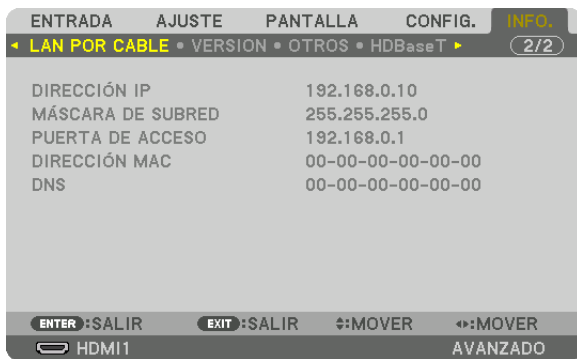 ENTRADA AJUSTE PANTALLA CONFIG. INFO.
LAN POR CABLE • VERSION • OTROS • HDBaseT 2/2
DIRECCIÓN IP 192.168.0.10
MÁSCARA DE SUBRED 255.255.255.0
PUERTA DE ACCESO 192.168.0.1
DIRECCIÓN MAC 00-00-00-00-00-00
DNS 00-00-00-00-00-00
ENTER :SALIR EXIT :SALIR :MOVER :MOVER
HDMI1 AVANZADO